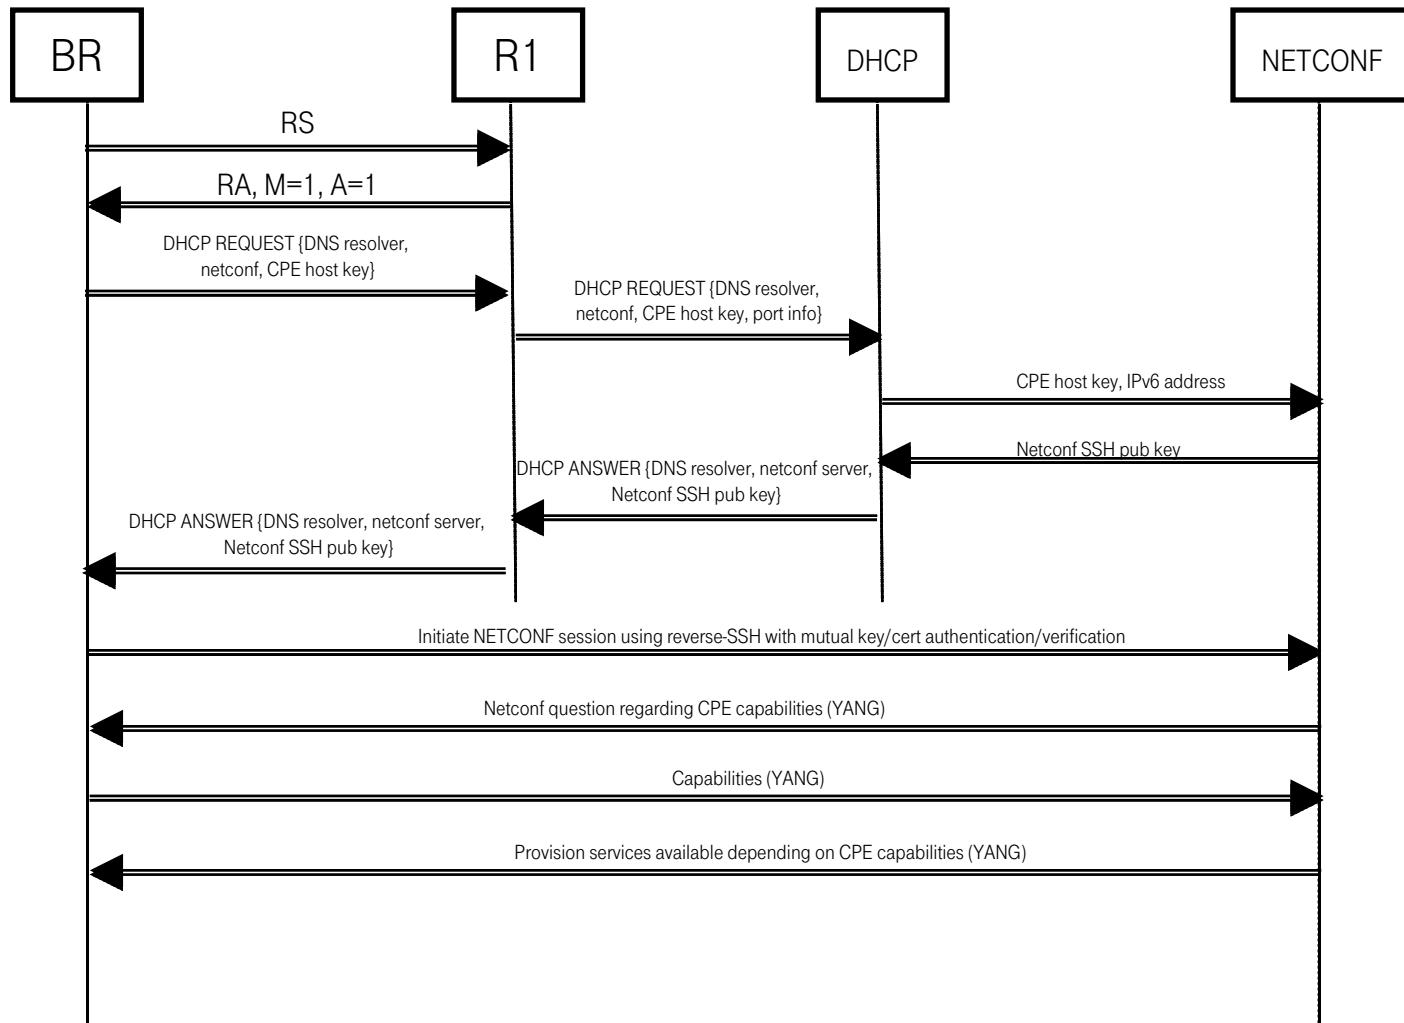 BR
R1
DHCP
NETCONF
RS
RA, M=1, A=1
DHCP REQUEST {DNS resolver,
netconf, CPE host key}
DHCP REQUEST {DNS resolver,
netconf, CPE host key, port info}
CPE host key, IPv6 address
Netconf SSH pub key
DHCP ANSWER {DNS resolver, netconf server,
Netconf SSH pub key}
DHCP ANSWER {DNS resolver, netconf server,
Netconf SSH pub key}
Initiate NETCONF session using reverse-SSH with mutual key/cert authentication/verification
Netconf question regarding CPE capabilities (YANG)
Capabilities (YANG)
Provision services available depending on CPE capabilities (YANG)